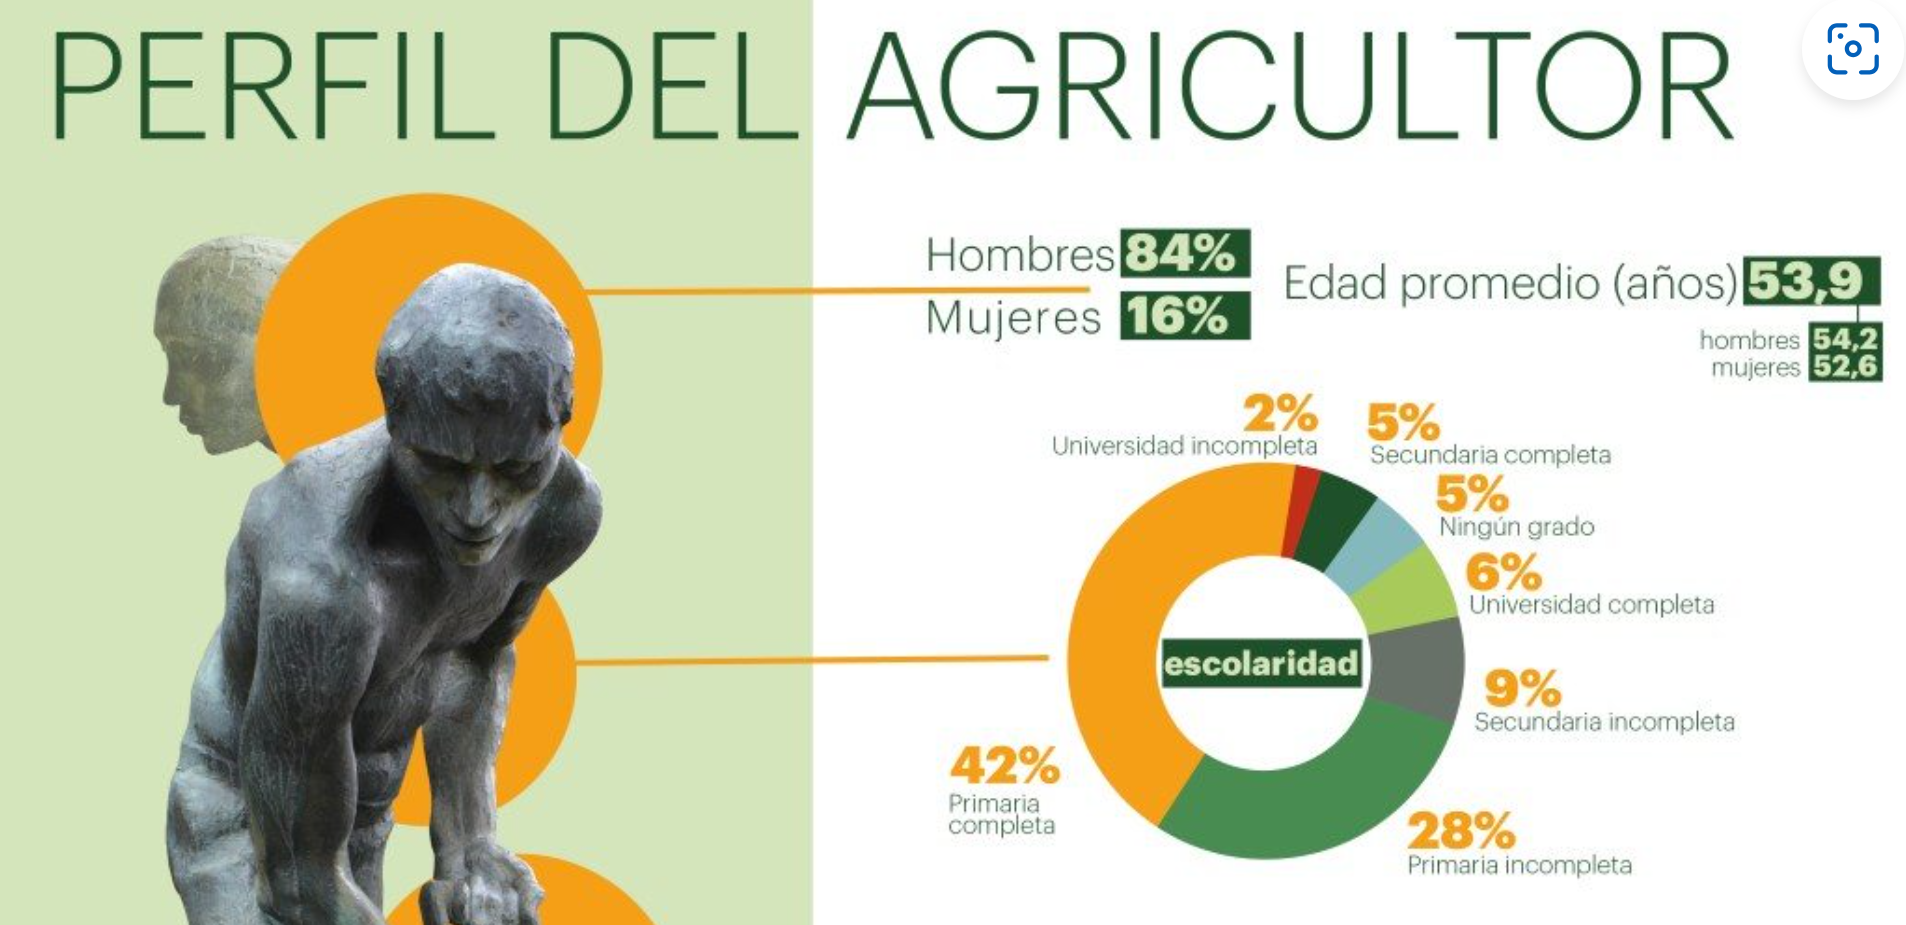 PERFIL DEL AGRICULTOR
Hombres 84%
Mujeres 16%
Edad promedio (años) 53,9
hombres 54,2
mujeres 52,6
2%
Universidad incompleta
5%
Secundaria completa
5%
Ningún grado
6%
Universidad completa
escolaridad
9%
Secundaria incompleta
42%
Primaria
completa
28%
Primaria incompleta